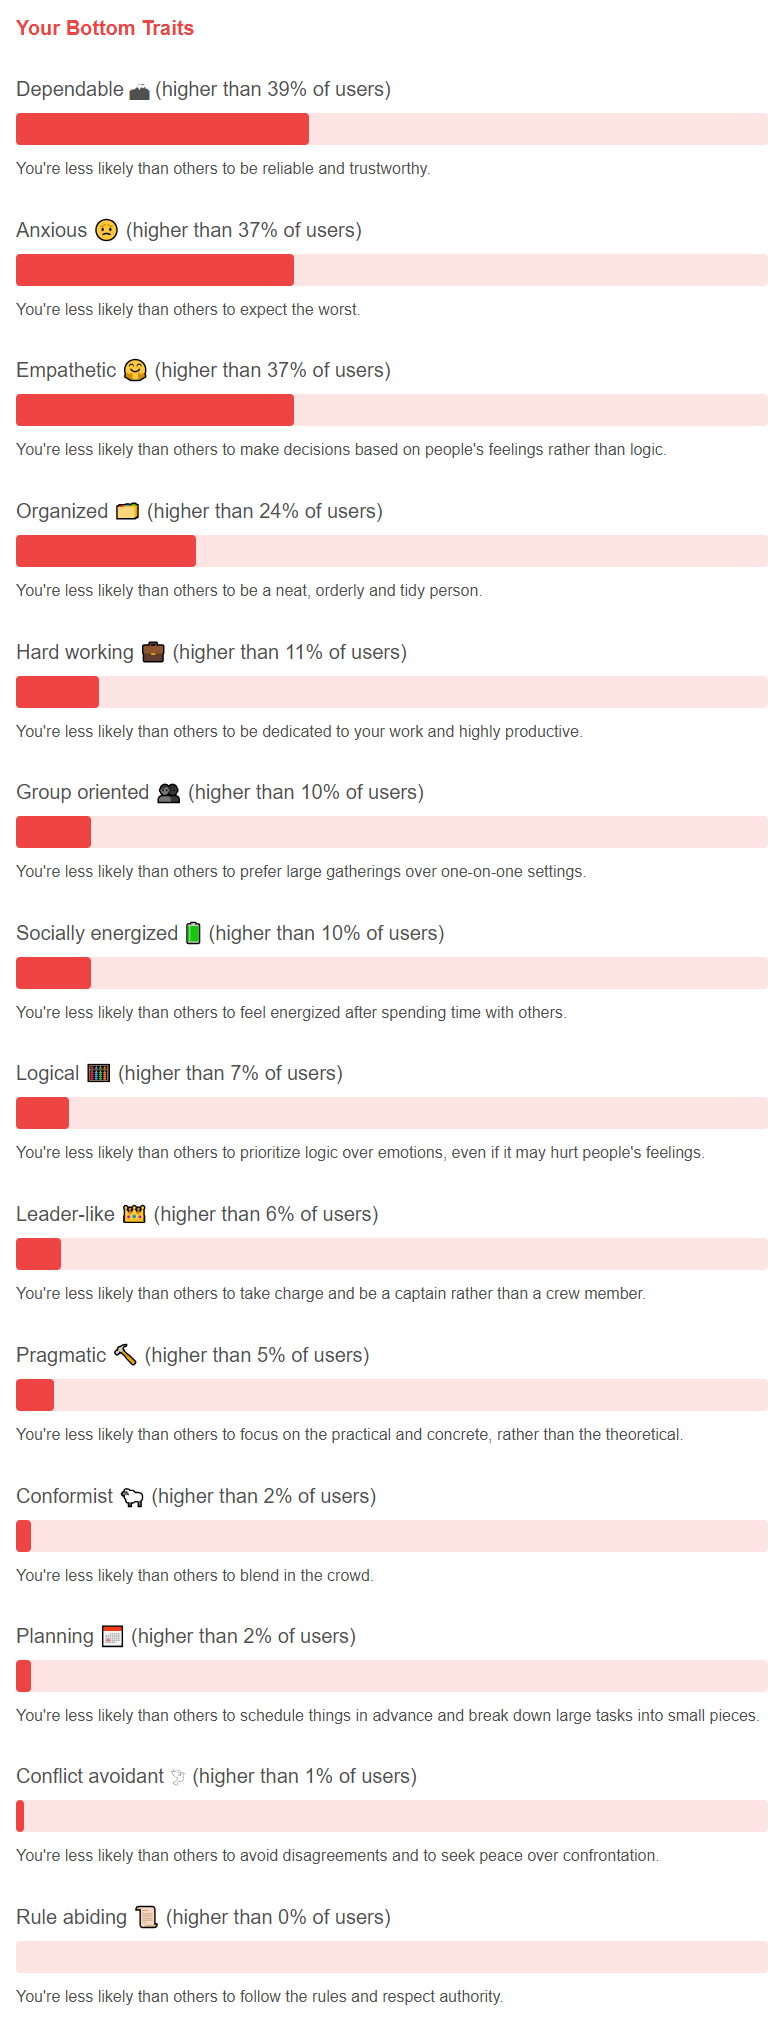 Your Bottom Traits
Dependable (higher than 39% of users)
You're less likely than others to be reliable and trustworthy.
Anxious (higher than 37% of users)
You're less likely than others to expect the worst.
Empathetic (higher than 37% of users)
You're less likely than others to make decisions based on people's feelings rather than logic.
Organized (higher than 24% of users)
You're less likely than others to be a neat, orderly and tidy person.
Hard working (higher than 11% of users)
You're less likely than others to be dedicated to your work and highly productive.
Group oriented (higher than 10% of users)
You're less likely than others to prefer large gatherings over one-on-one settings.
Socially energized (higher than 10% of users)
You're less likely than others to feel energized after spending time with others.
Logical (higher than 7% of users)
You're less likely than others to prioritize logic over emotions, even if it may hurt people's feelings.
Leader-like (higher than 6% of users)
You're less likely than others to take charge and be a captain rather than a crew member.
Pragmatic (higher than 5% of users)
You're less likely than others to focus on the practical and concrete, rather than the theoretical.
Conformist (higher than 2% of users)
You're less likely than others to blend in the crowd.
Planning (higher than 2% of users)
You're less likely than others to schedule things in advance and break down large tasks into small pieces.
Conflict avoidant (higher than 1% of users)
You're less likely than others to avoid disagreements and to seek peace over confrontation.
Rule abiding (higher than 0% of users)
You're less likely than others to follow the rules and respect authority.